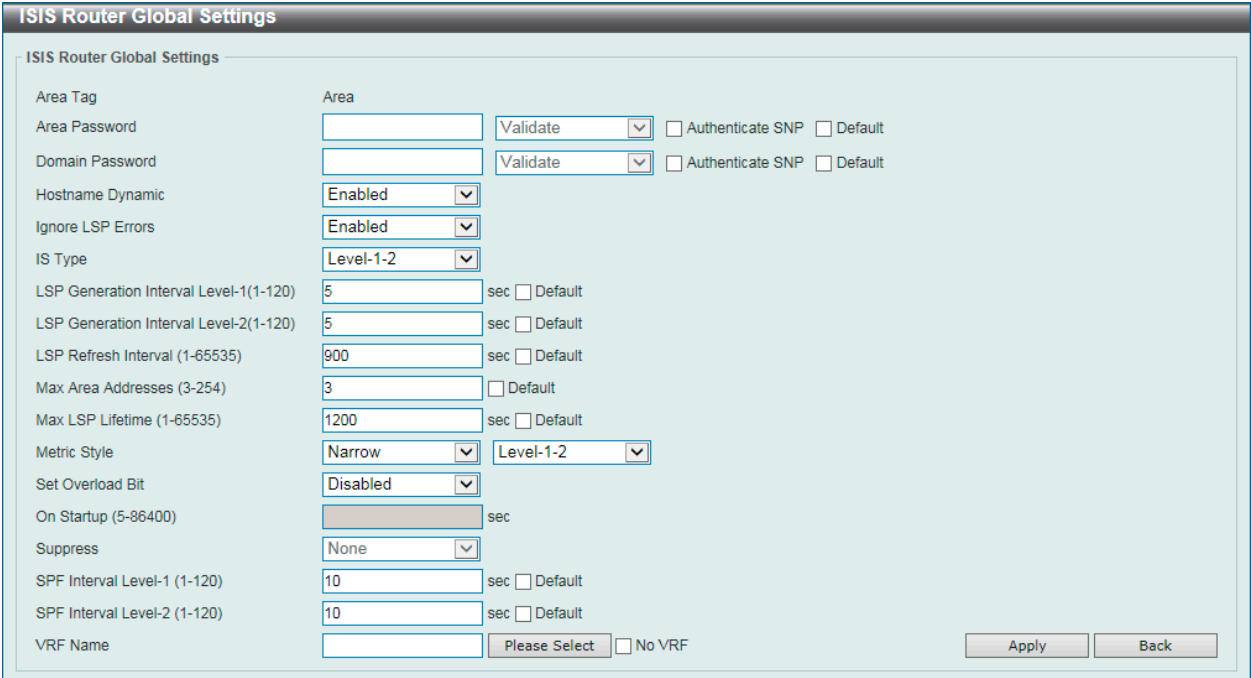 ISIS Router Global Settings
ISIS Router Global Settings
Area Tag Area
Area Password Validate Authenticate SNP Default
Domain Password Validate Authenticate SNP Default
Hostname Dynamic Enabled
Ignore LSP Errors Enabled
IS Type Level-1-2
LSP Generation Interval Level-1(1-120) 5 sec Default
LSP Generation Interval Level-2(1-120) 5 sec Default
LSP Refresh Interval (1-65535) 900 sec Default
Max Area Addresses (3-254) 3 Default
Max LSP Lifetime (1-65535) 1200 sec Default
Metric Style Narrow Level-1-2
Set Overload Bit Disabled
On Startup (5-86400) sec
Suppress None
SPF Interval Level-1 (1-120) 10 sec Default
SPF Interval Level-2 (1-120) 10 sec Default
VRF Name Please Select No VRF Apply Back